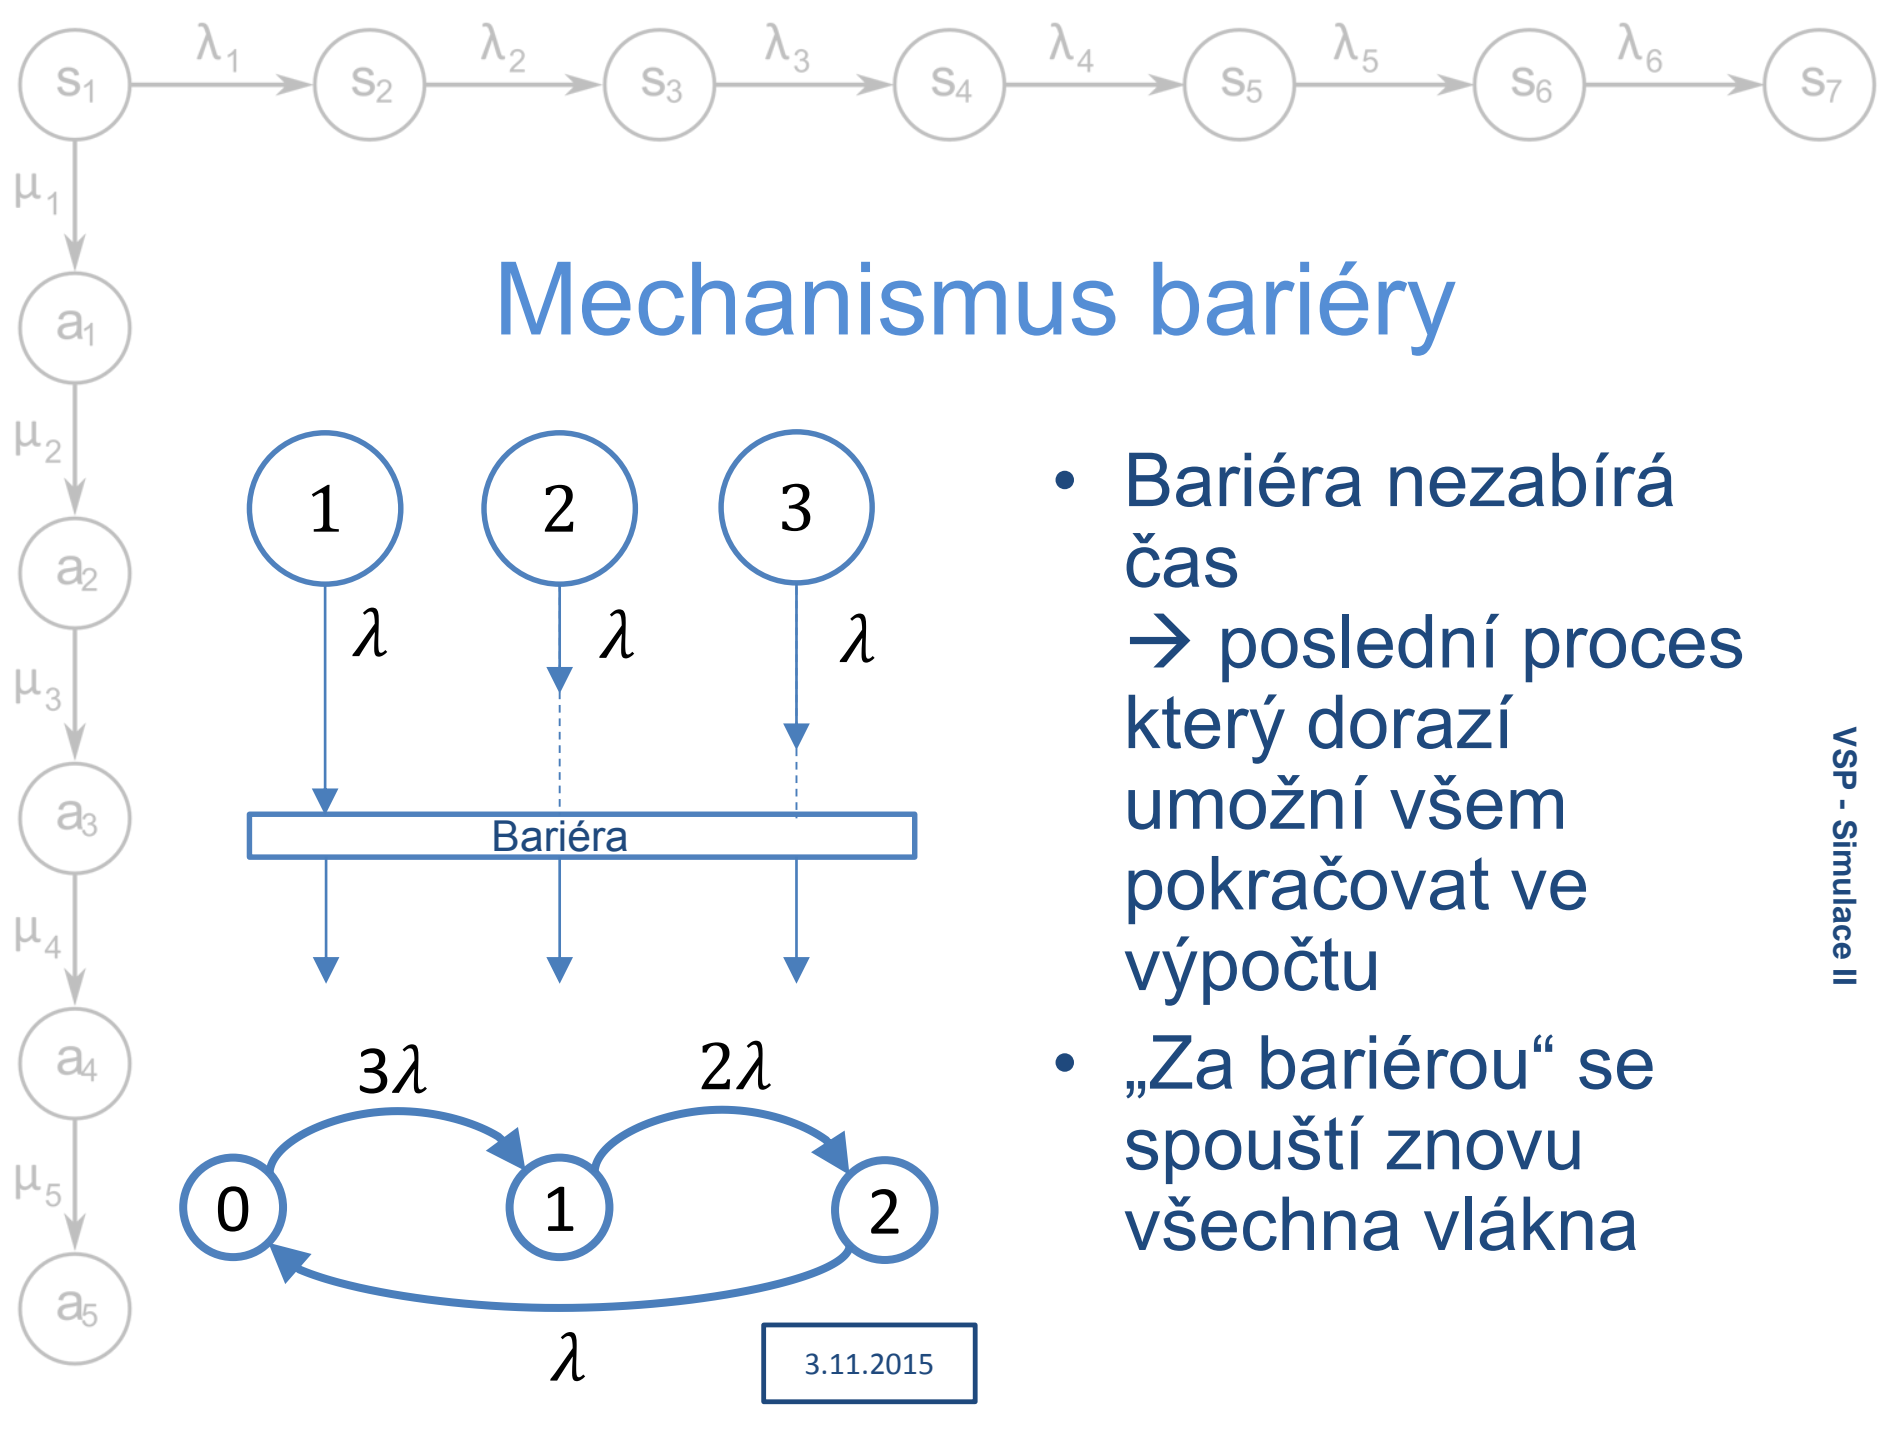 s1 λ1 s2 λ2 s3 λ3 s4 λ4 s5 λ5 s6 λ6 s7
μ1
a1
μ2
a2
μ3
a3
μ4
a4
μ5
a5
Mechanismus bariéry
1 2 3
λ λ λ
Bariéra
3λ 2λ
0 1 2
λ
• Bariéra nezabírá
čas
→ poslední proces
který dorazí
umožní všem
pokračovat ve
výpočtu
• „Za bariérou“ se
spouští znovu
všechna vlákna
VSP - Simulace II
3.11.2015